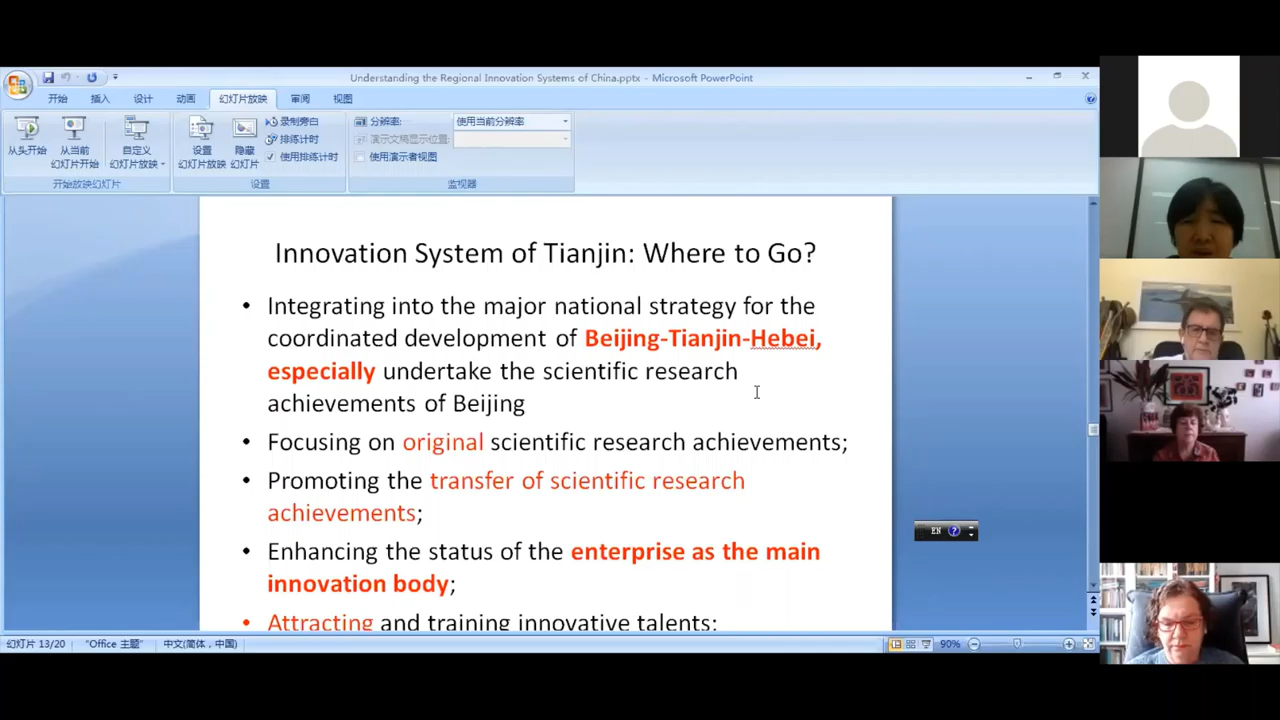 Understanding the Regional Innovation Systems of China.pptx - Microsoft PowerPoint
开始 插入 设计 动画 幻灯片放映 审阅 视图
从头开始
从当前
幻灯片开始
自定义
幻灯片放映
开始放映幻灯片
设置
幻灯片放映
隐藏
幻灯片
录制旁白
排练计时
使用排练计时
设置
分辨率:
使用当前分辨率
演示文稿显示位置:
使用演示者视图
监视器
Innovation System of Tianjin: Where to Go?
• Integrating into the major national strategy for the
coordinated development of Beijing-Tianjin-Hebei,
especially undertake the scientific research
achievements of Beijing
• Focusing on original scientific research achievements;
• Promoting the transfer of scientific research
achievements;
• Enhancing the status of the enterprise as the main
innovation body;
• Attracting and training innovative talents;
EN
幻灯片 13/20 "Office 主题" 中文(简体，中国) 90%